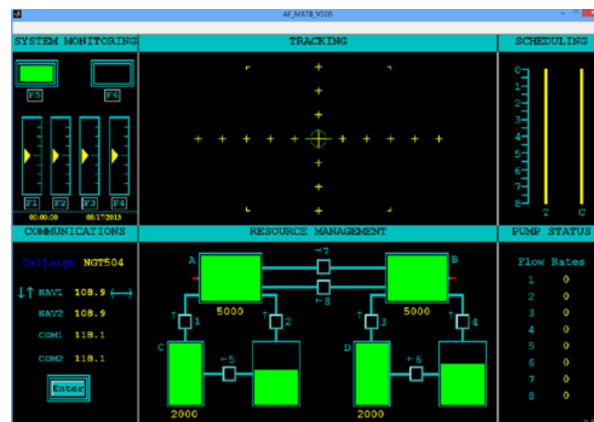 AF_MATB_V300
SYSTEM MONITORING
F5 F6
F1 F2 F3 F4
00:00:00 08/17/2013
TRACKING
SCHEDULING
0
1
2
3
4
5
6
7
8
T C
COMMUNICATIONS
Callsign NGT504
↓↑ NAV1 108.9 ←→
NAV2 108.9
COM1 118.1
COM2 118.1
Enter
RESOURCE MANAGEMENT
←7
A B
→8
5000 5000
↑ 1 ↑ 2 ↑ 3 ↑ 4
C ←5 D ←6
2000 2000
PUMP STATUS
Flow Rates
1 0
2 0
3 0
4 0
5 0
6 0
7 0
8 0